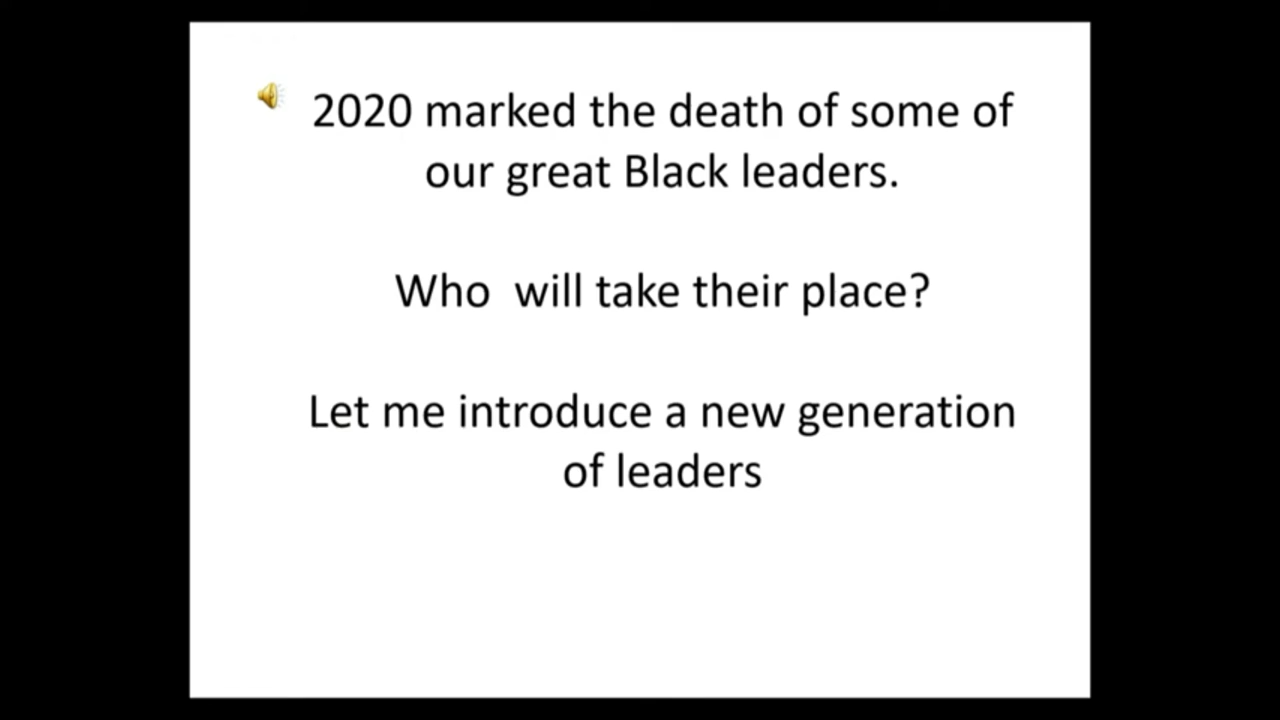 2020 marked the death of some of
our great Black leaders.
Who  will take their place?
Let me introduce a new generation
of leaders